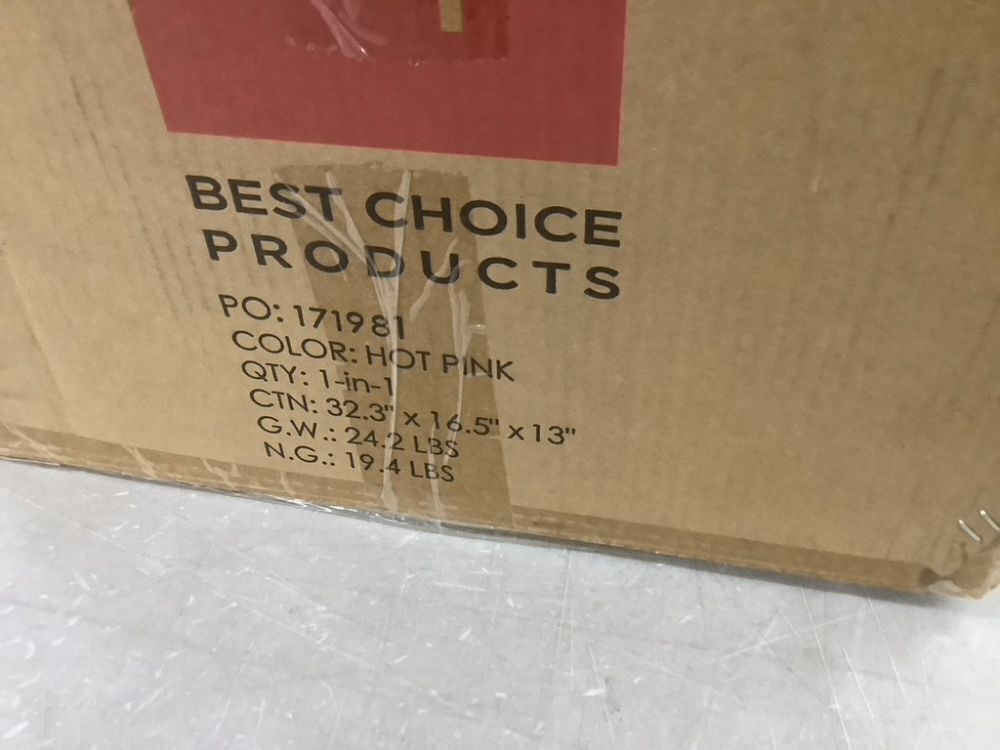 BEST CHOICE
PRODUCTS
PO: 171981
COLOR: HOT PINK
QTY: 1-in-1
CTN: 32.3" x 16.5" x 13"
G.W.: 24.2 LBS
N.G.: 19.4 LBS